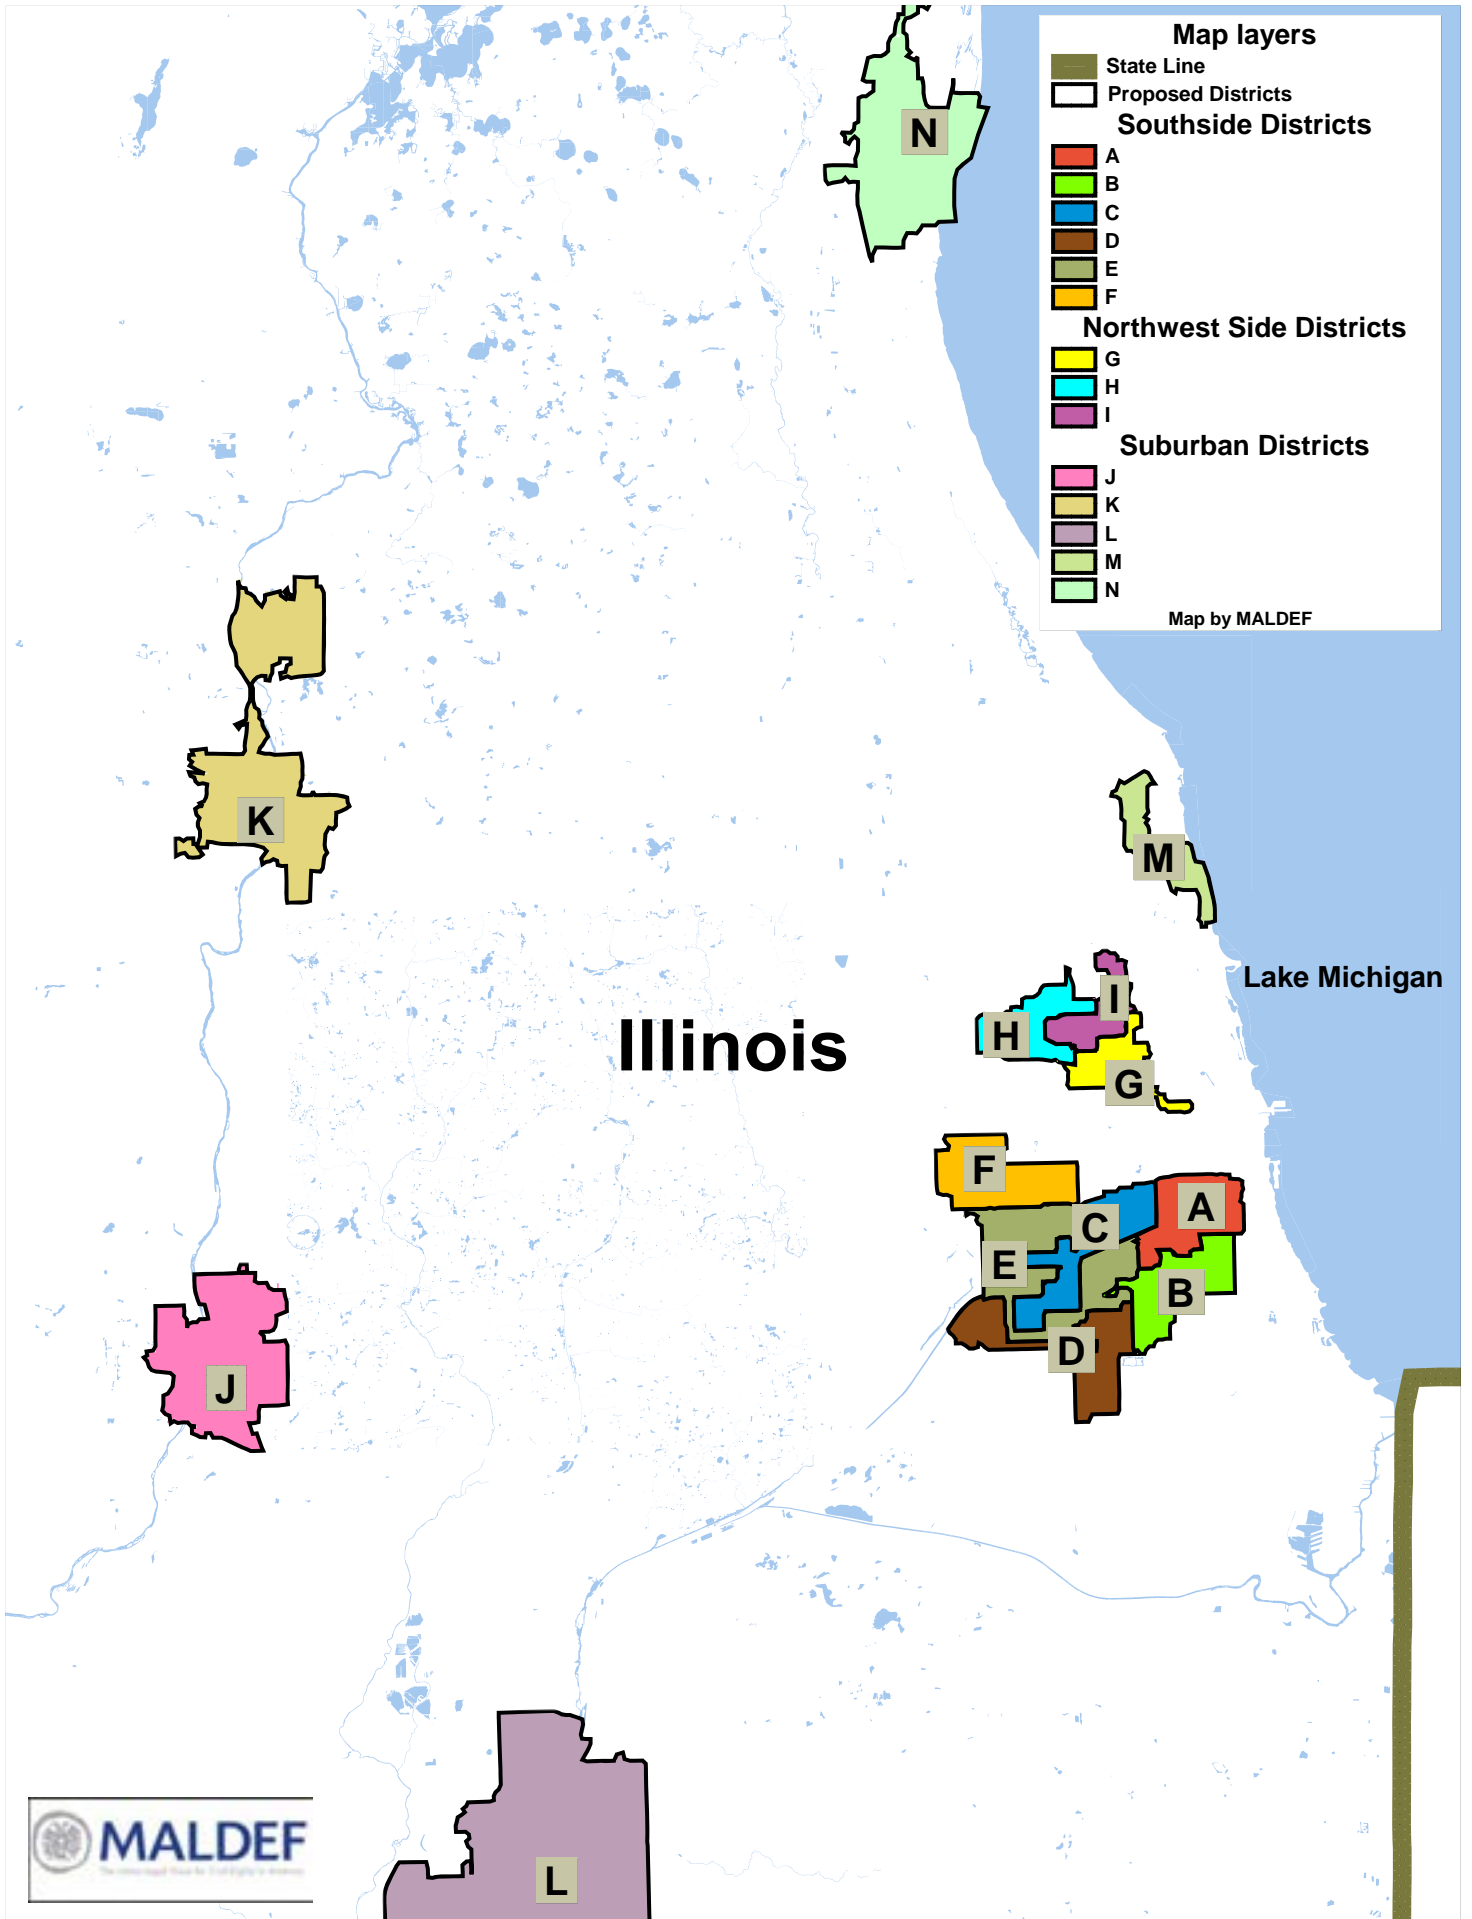 Map layers
State Line
Proposed Districts
Southside Districts
A
B
C
D
E
F
Northwest Side Districts
G
H
I
Suburban Districts
J
K
L
M
N
Map by MALDEF
N
K
M
Lake Michigan
Illinois
I
H
G
F
A
C
E
B
D
J
L
MALDEF